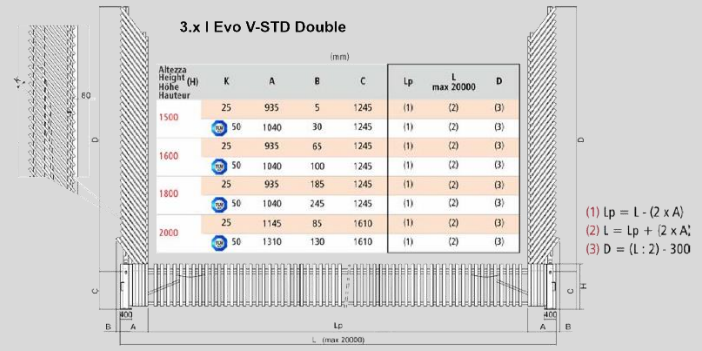 3.x I Evo V-STD Double
(mm)
Altezza
Height (H)
Höhe
Hauteur
K A B C Lp L max 20000 D
1500
25 935 5 1245 (1) (2) (3)
50 1040 30 1245 (1) (2) (3)
1600
25 935 65 1245 (1) (2) (3)
50 1040 100 1245 (1) (2) (3)
1800
25 935 185 1245 (1) (2) (3)
50 1040 245 1245 (1) (2) (3)
2000
25 1145 85 1610 (1) (2) (3)
50 1310 130 1610 (1) (2) (3)
(1) Lp = L - (2 x A)
(2) L = Lp + (2 x A)
(3) D = (L : 2) - 300
K
60
D
D
C
C
H
400
400
B A Lp A B
L (max 20000)